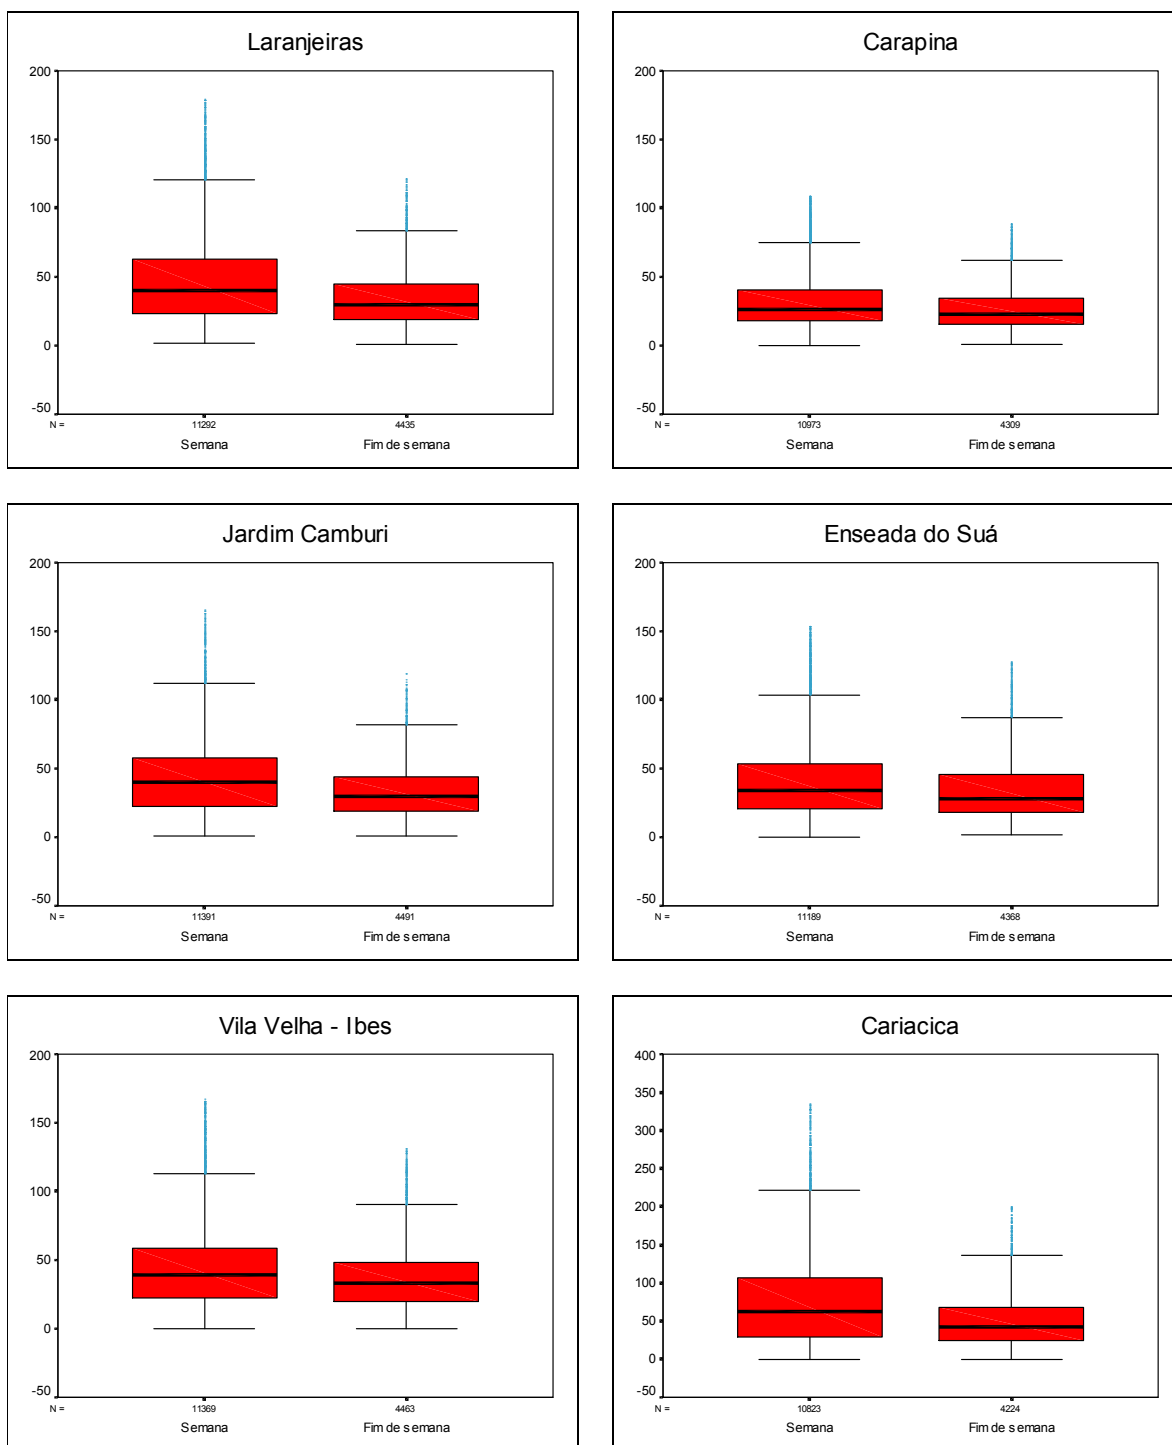 Laranjeiras
200
150
100
50
0
-50
N = 11292 4435
Semana Fim de semana
Carapina
200
150
100
50
0
-50
N = 10973 4309
Semana Fim de semana
Jardim Camburi
200
150
100
50
0
-50
N = 11391 4491
Semana Fim de semana
Enseada do Suá
200
150
100
50
0
-50
N = 11189 4368
Semana Fim de semana
Vila Velha - Ibes
200
150
100
50
0
-50
N = 11369 4463
Semana Fim de semana
Cariacica
400
350
300
250
200
150
100
50
0
-50
N = 10823 4224
Semana Fim de semana